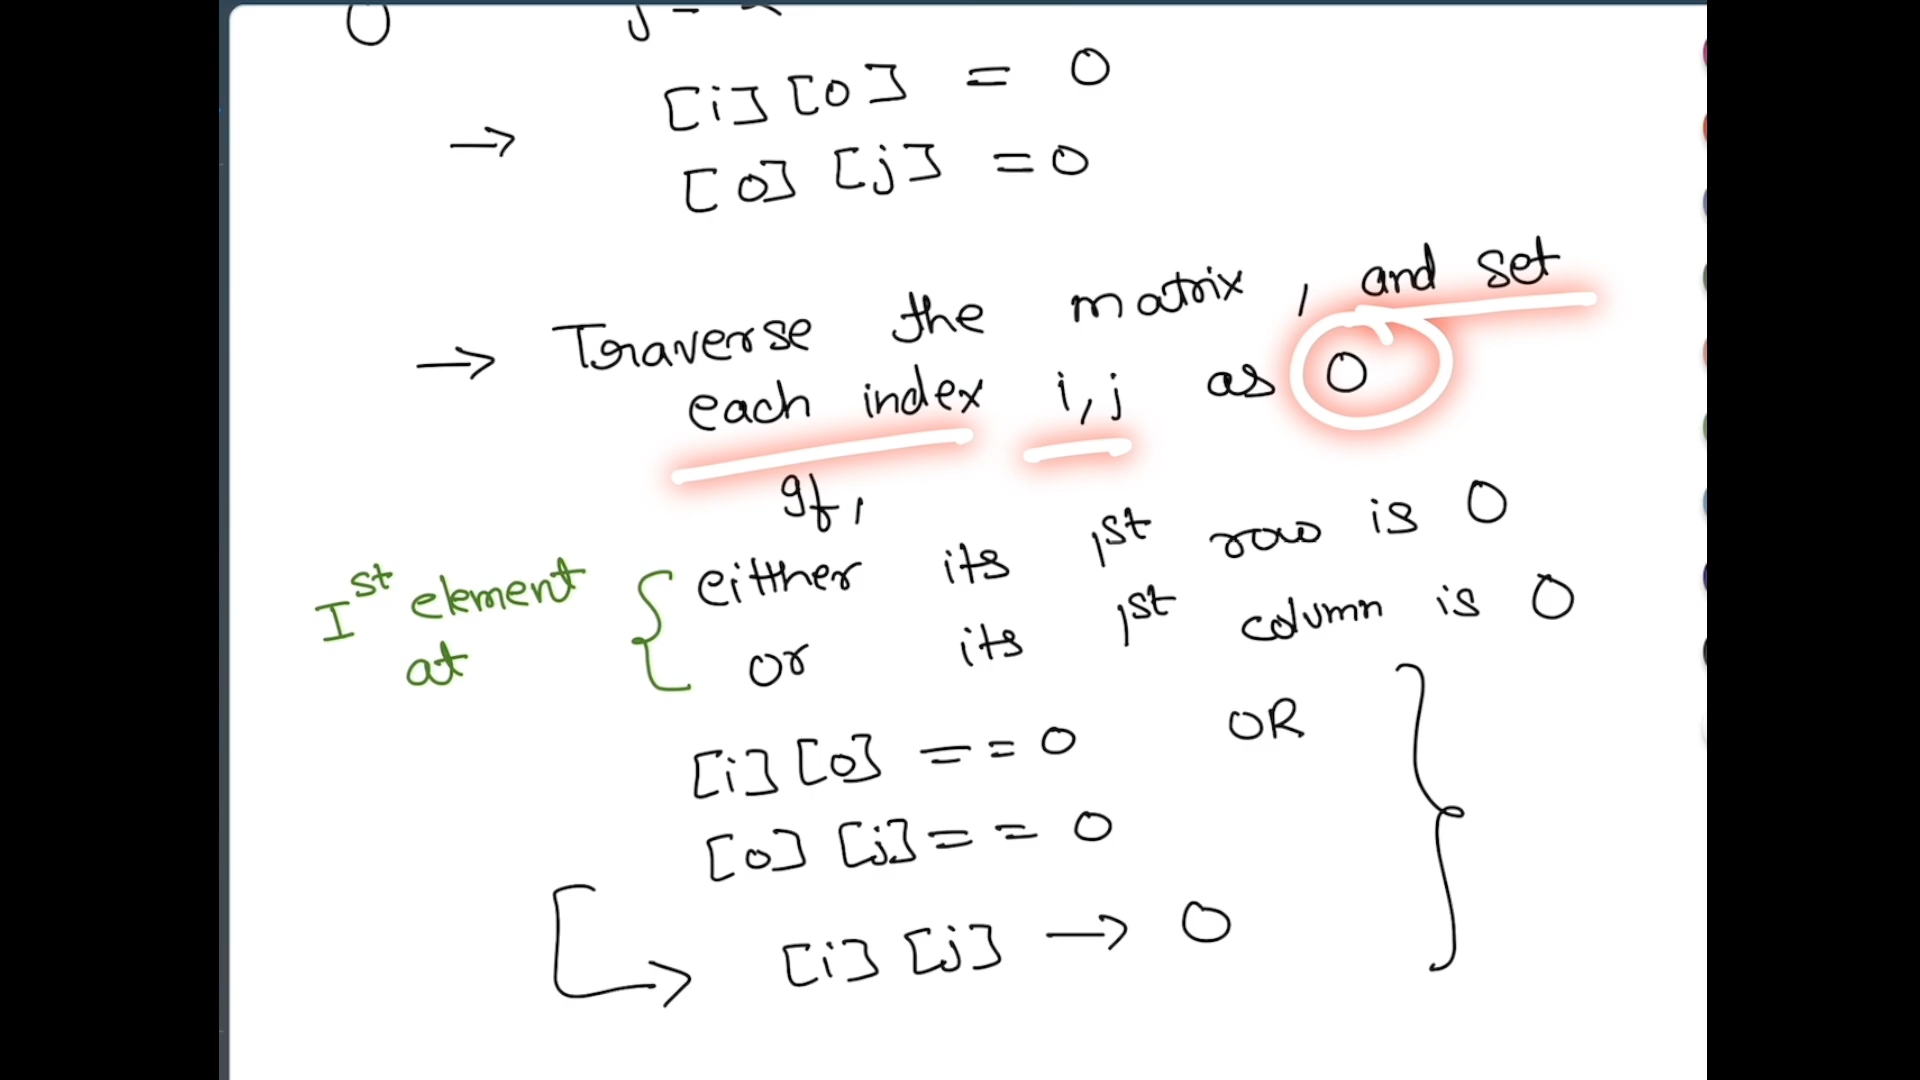 [i][0] = 0
→ [0][j] = 0
→ Traverse the matrix, and set
each index i, j as 0
If,
Ist element { either its 1st row is 0
at or its 1st column is 0
[i][0] == 0 OR
[0][j] == 0
[i][j] → 0